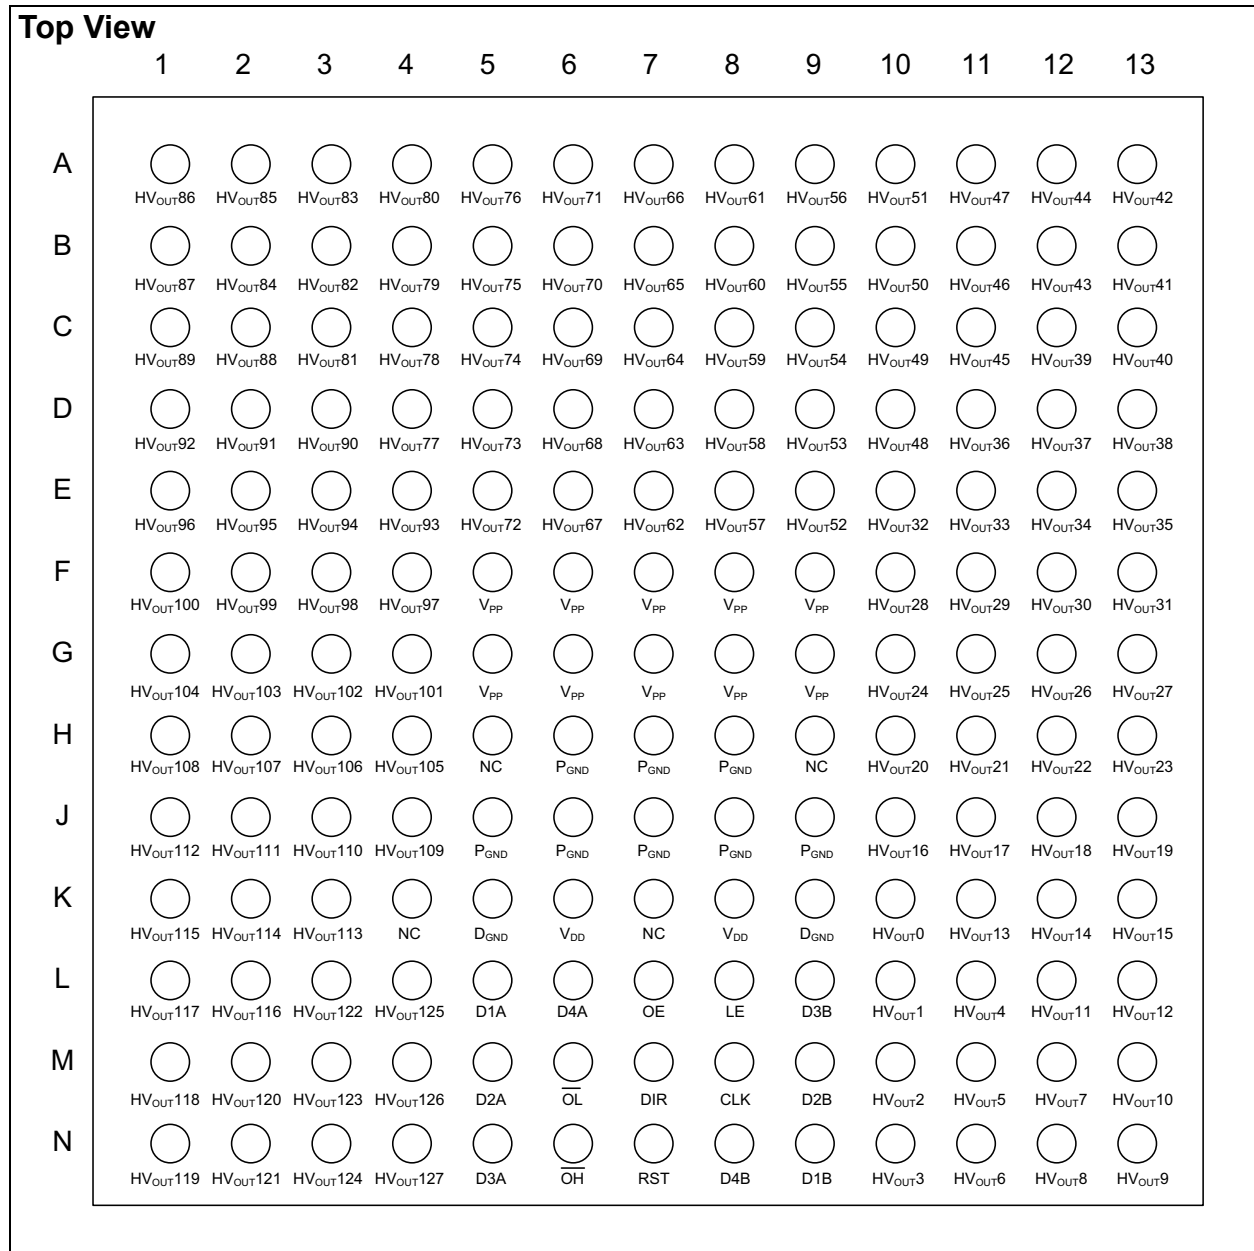 Top View
1 2 3 4 5 6 7 8 9 10 11 12 13
A
HVOUT86 HVOUT85 HVOUT83 HVOUT80 HVOUT76 HVOUT71 HVOUT66 HVOUT61 HVOUT56 HVOUT51 HVOUT47 HVOUT44 HVOUT42
B
HVOUT87 HVOUT84 HVOUT82 HVOUT79 HVOUT75 HVOUT70 HVOUT65 HVOUT60 HVOUT55 HVOUT50 HVOUT46 HVOUT43 HVOUT41
C
HVOUT89 HVOUT88 HVOUT81 HVOUT78 HVOUT74 HVOUT69 HVOUT64 HVOUT59 HVOUT54 HVOUT49 HVOUT45 HVOUT39 HVOUT40
D
HVOUT92 HVOUT91 HVOUT90 HVOUT77 HVOUT73 HVOUT68 HVOUT63 HVOUT58 HVOUT53 HVOUT48 HVOUT36 HVOUT37 HVOUT38
E
HVOUT96 HVOUT95 HVOUT94 HVOUT93 HVOUT72 HVOUT67 HVOUT62 HVOUT57 HVOUT52 HVOUT32 HVOUT33 HVOUT34 HVOUT35
F
HVOUT100 HVOUT99 HVOUT98 HVOUT97 VPP VPP VPP VPP VPP HVOUT28 HVOUT29 HVOUT30 HVOUT31
G
HVOUT104 HVOUT103 HVOUT102 HVOUT101 VPP VPP VPP VPP VPP HVOUT24 HVOUT25 HVOUT26 HVOUT27
H
HVOUT108 HVOUT107 HVOUT106 HVOUT105 NC PGND PGND PGND NC HVOUT20 HVOUT21 HVOUT22 HVOUT23
J
HVOUT112 HVOUT111 HVOUT110 HVOUT109 PGND PGND PGND PGND PGND HVOUT16 HVOUT17 HVOUT18 HVOUT19
K
HVOUT115 HVOUT114 HVOUT113 NC DGND VDD NC VDD DGND HVOUT0 HVOUT13 HVOUT14 HVOUT15
L
HVOUT117 HVOUT116 HVOUT122 HVOUT125 D1A D4A OE LE D3B HVOUT1 HVOUT4 HVOUT11 HVOUT12
M
HVOUT118 HVOUT120 HVOUT123 HVOUT126 D2A O̅L̅ DIR CLK D2B HVOUT2 HVOUT5 HVOUT7 HVOUT10
N
HVOUT119 HVOUT121 HVOUT124 HVOUT127 D3A O̅H̅ RST D4B D1B HVOUT3 HVOUT6 HVOUT8 HVOUT9